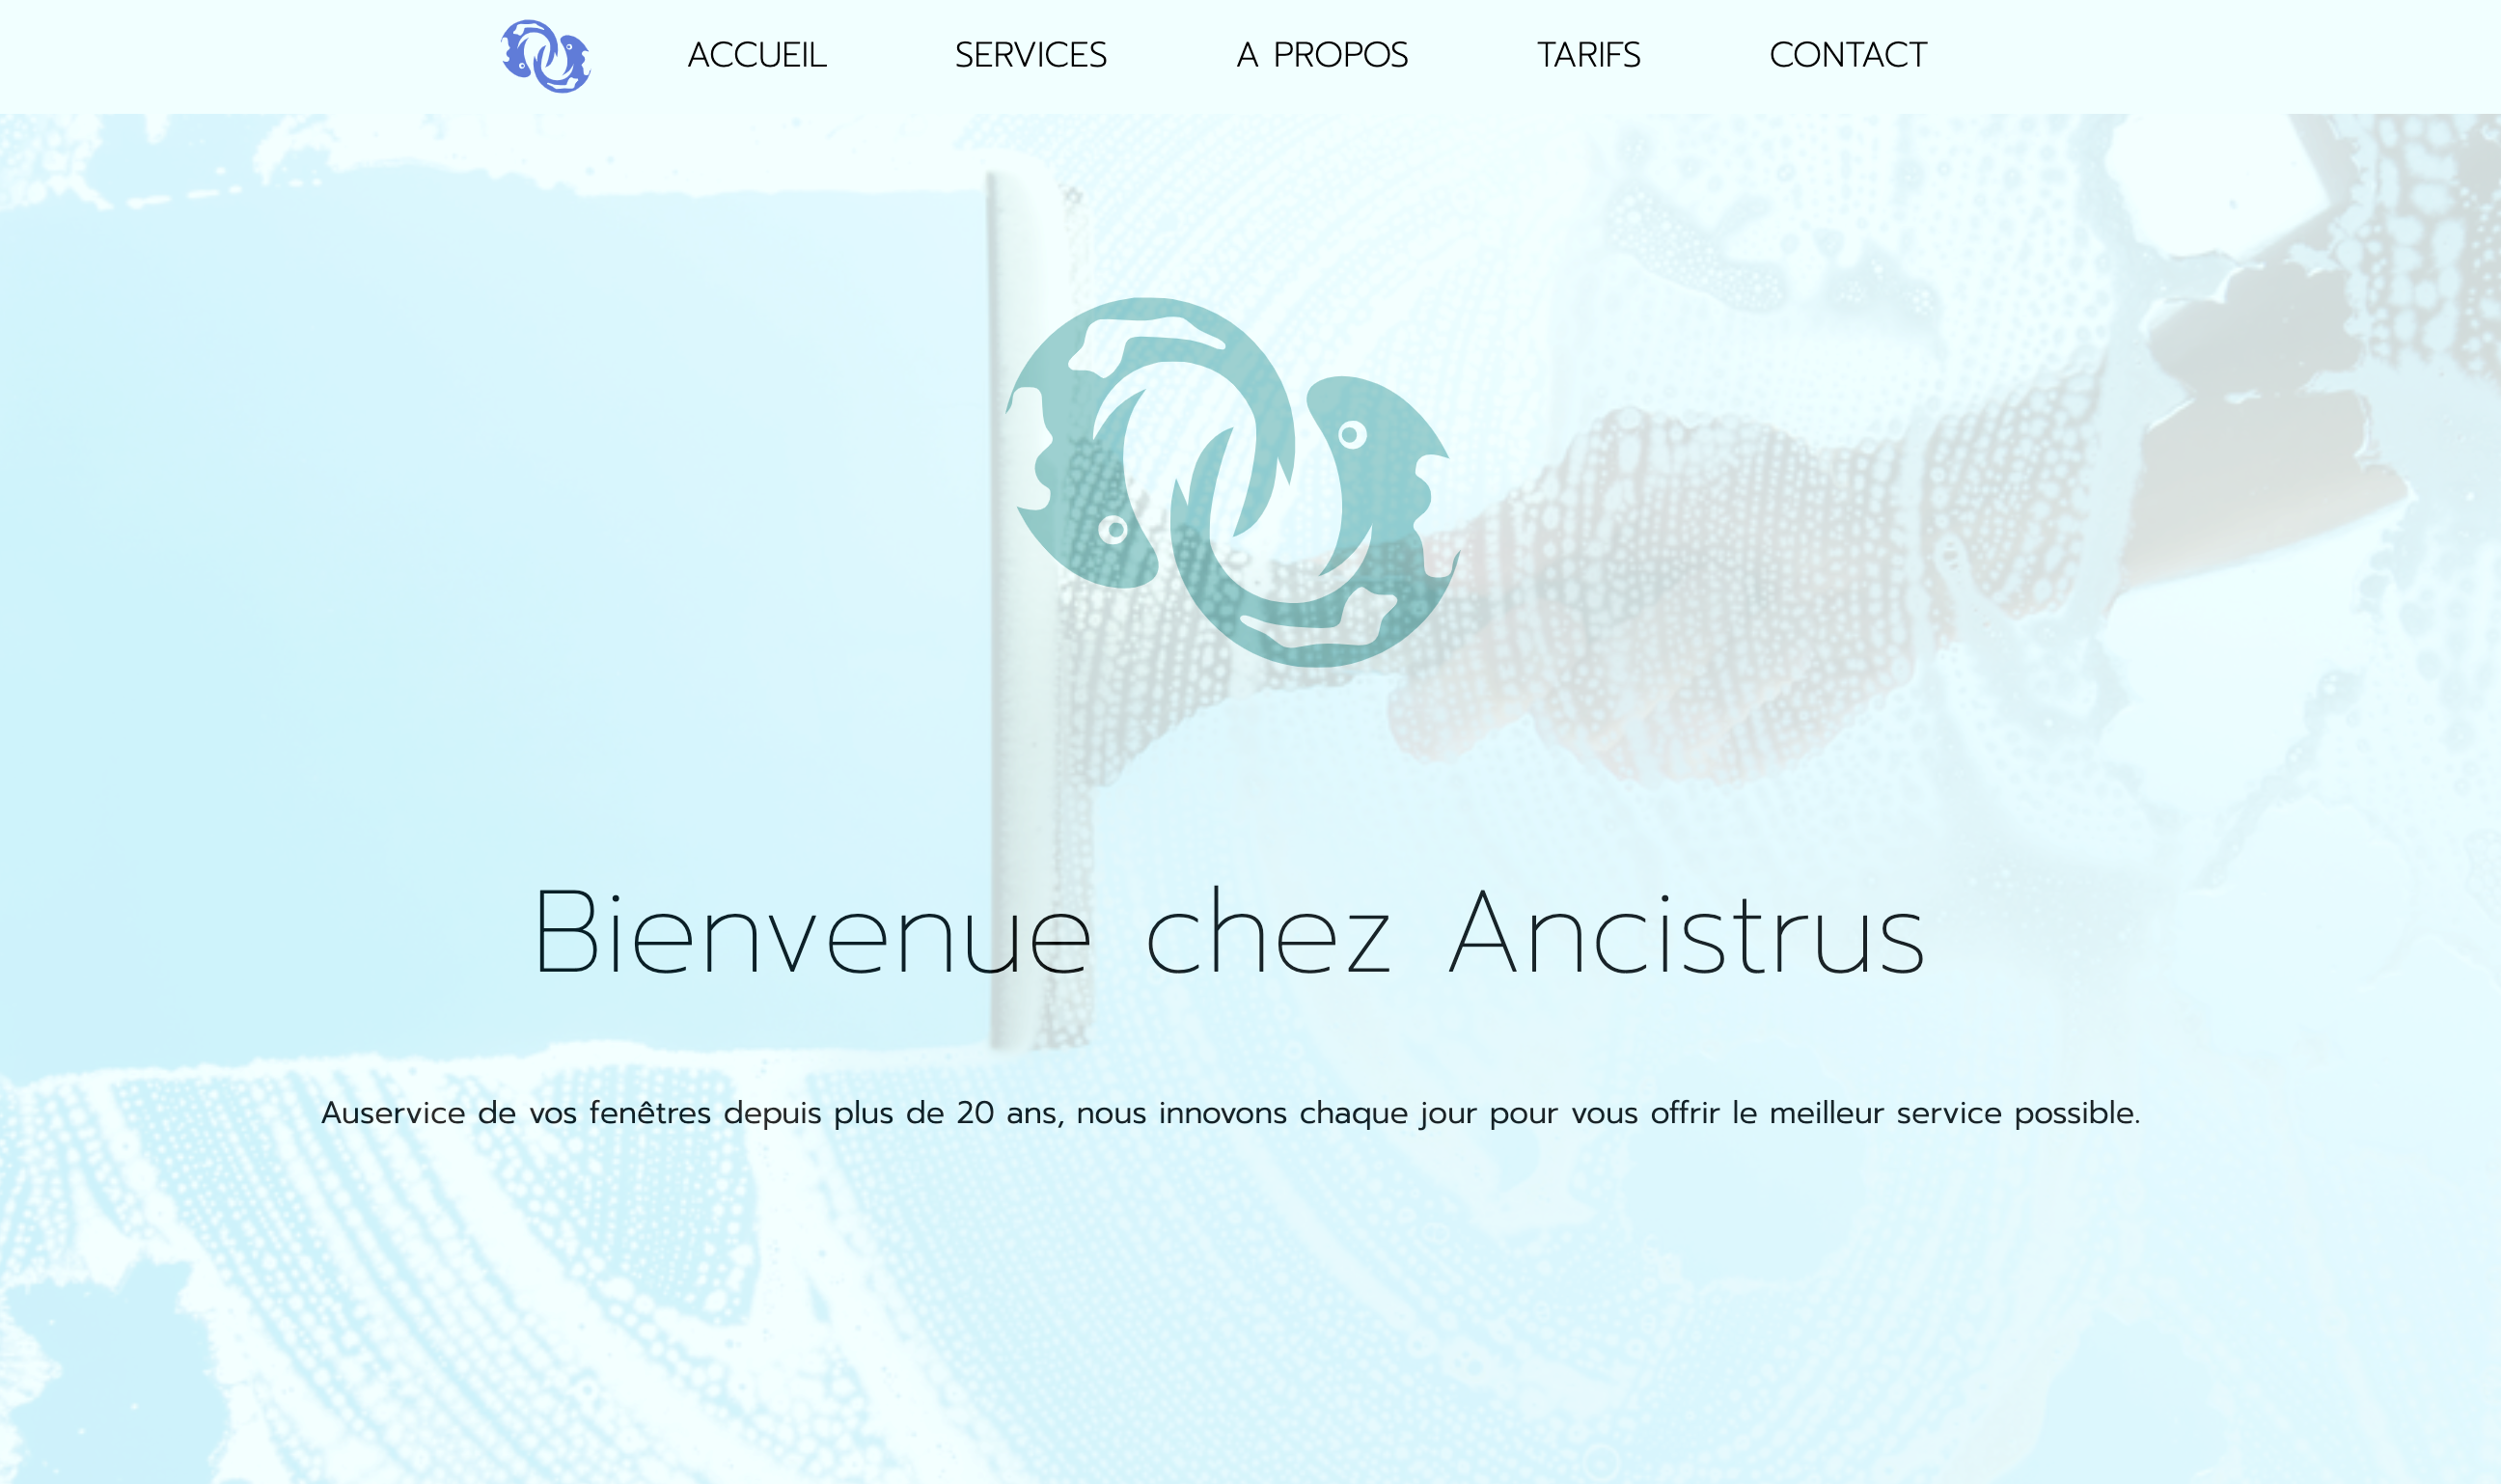 ACCUEIL SERVICES A PROPOS TARIFS CONTACT
Bienvenue chez Ancistrus
Auservice de vos fenêtres depuis plus de 20 ans, nous innovons chaque jour pour vous offrir le meilleur service possible.